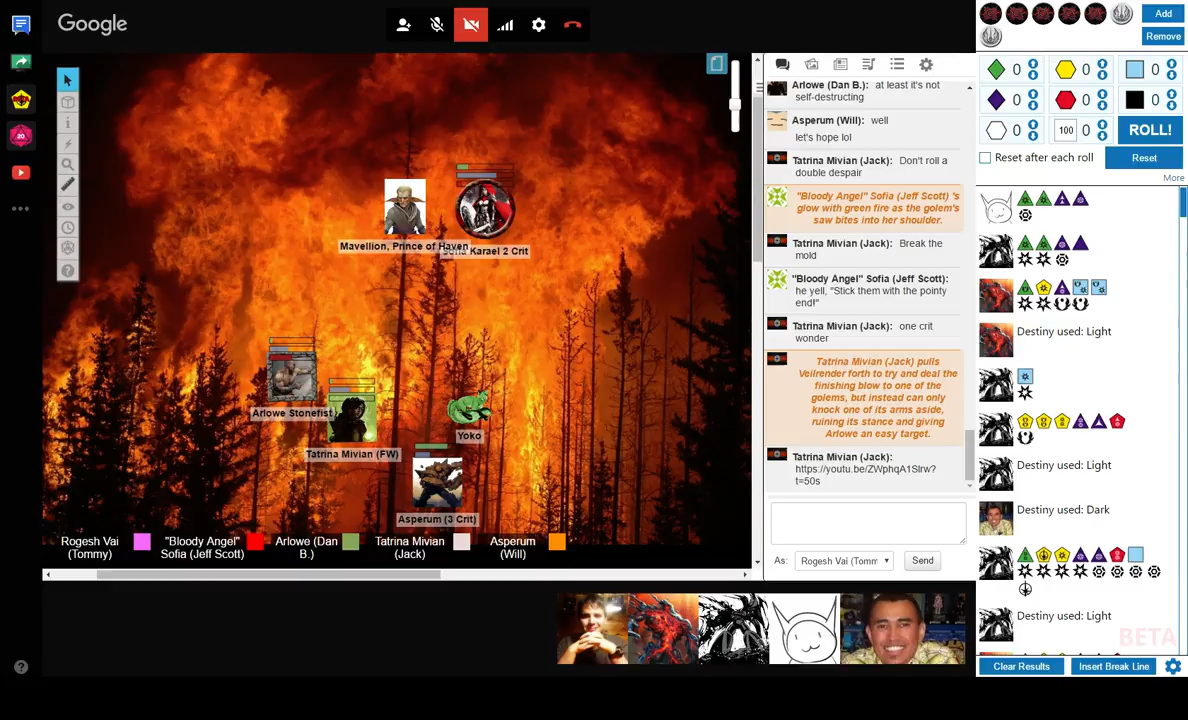 Google
Mavellion, Prince of Haven
Karael 2 Crit
Arlowe Stonefist
Tatrina Mivian (FW)
Yoko
Asperum (3 Crit)
Rogesh Vai
(Tommy)
"Bloody Angel"
Sofia (Jeff Scott)
Arlowe (Dan
B.)
Tatrina Mivian
(Jack)
Asperum
(Will)
Arlowe (Dan B.): at least it's not
self-destructing
Asperum (Will): well
let's hope lol
Tatrina Mivian (Jack): Don't roll a
double despair
"Bloody Angel" Sofia (Jeff Scott) 's
glow with green fire as the golem's
saw bites into her shoulder.
Tatrina Mivian (Jack): Break the
mold
"Bloody Angel" Sofia (Jeff Scott):
he yell, "Stick them with the pointy
end!"
Tatrina Mivian (Jack): one crit
wonder
Tatrina Mivian (Jack) pulls
Veilrender forth to try and deal the
finishing blow to one of the
golems, but instead can only
knock one of its arms aside,
ruining its stance and giving
Arlowe an easy target.
Tatrina Mivian (Jack):
https://youtu.be/ZWphqA1SIrw?
t=50s
As:
Rogesh Vai (Tomm
Send
Add
Remove
0 0 0
0 0 0
0 100 0 ROLL!
Reset after each roll
Reset
More
Destiny used: Light
Destiny used: Light
Destiny used: Dark
Destiny used: Light
BETA
Clear Results
Insert Break Line
20
?